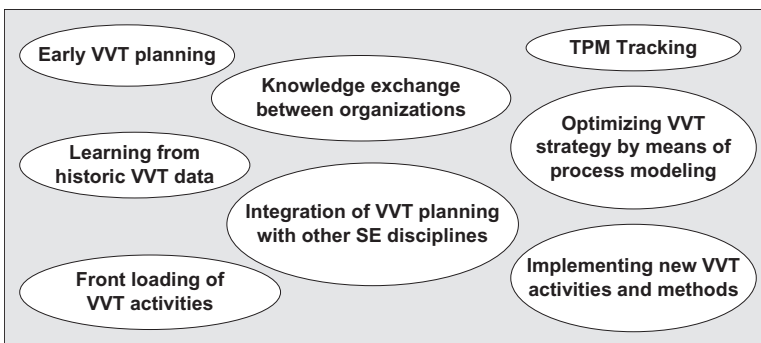 Early VVT planning
TPM Tracking
Knowledge exchange
between organizations
Optimizing VVT
strategy by means of
process modeling
Learning from
historic VVT data
Integration of VVT planning
with other SE disciplines
Front loading of
VVT activities
Implementing new VVT
activities and methods